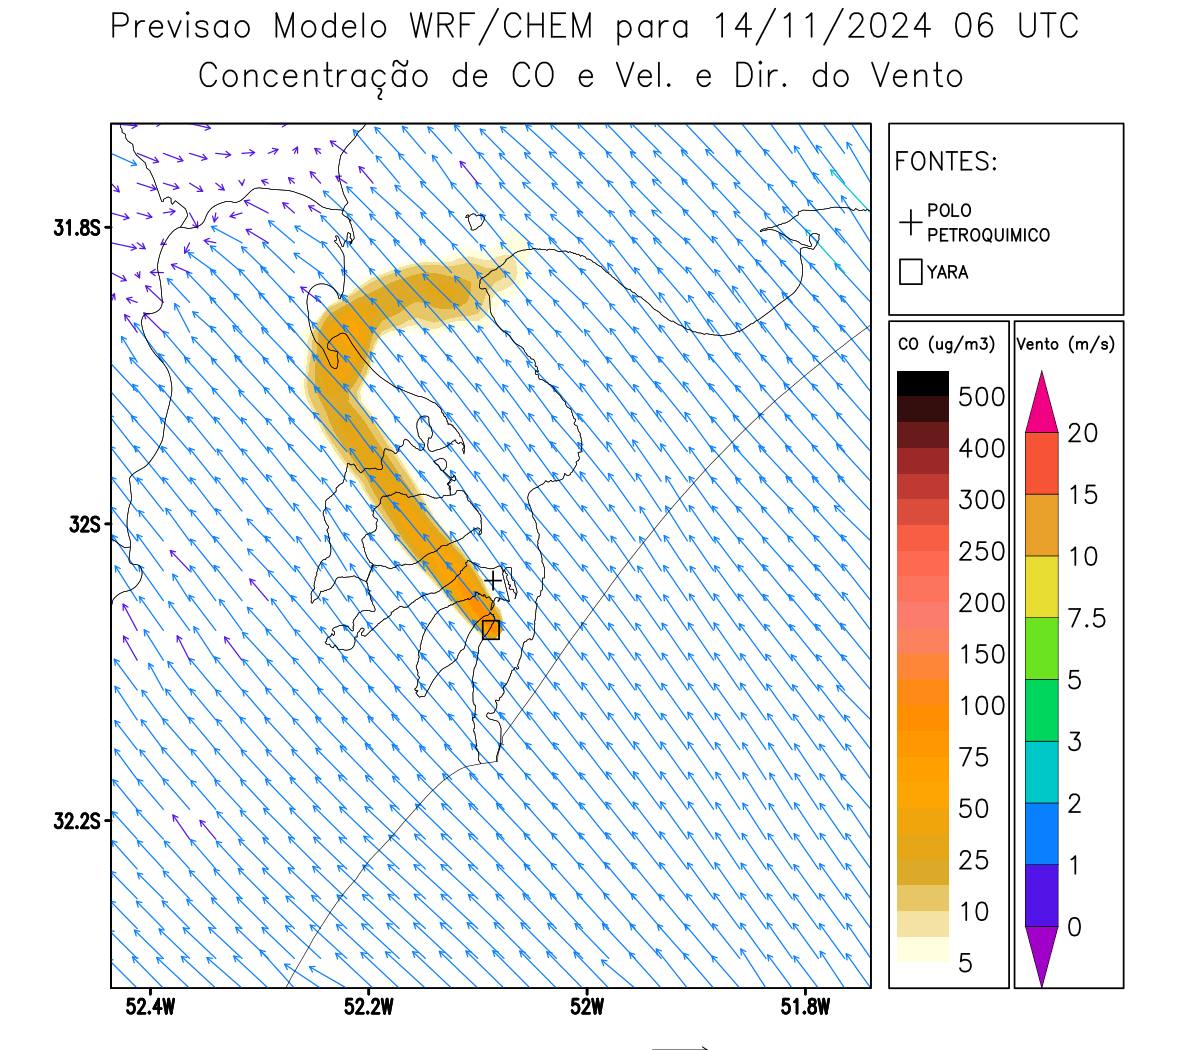 Previsao Modelo WRF/CHEM para 14/11/2024 06 UTC
Concentração de CO e Vel. e Dir. do Vento
FONTES:
POLO
PETROQUIMICO
YARA
CO (ug/m3)
500
400
300
250
200
150
100
75
50
25
10
5
Vento (m/s)
20
15
10
7.5
5
3
2
1
0
31.8S
32S
32.2S
52.4W
52.2W
52W
51.8W